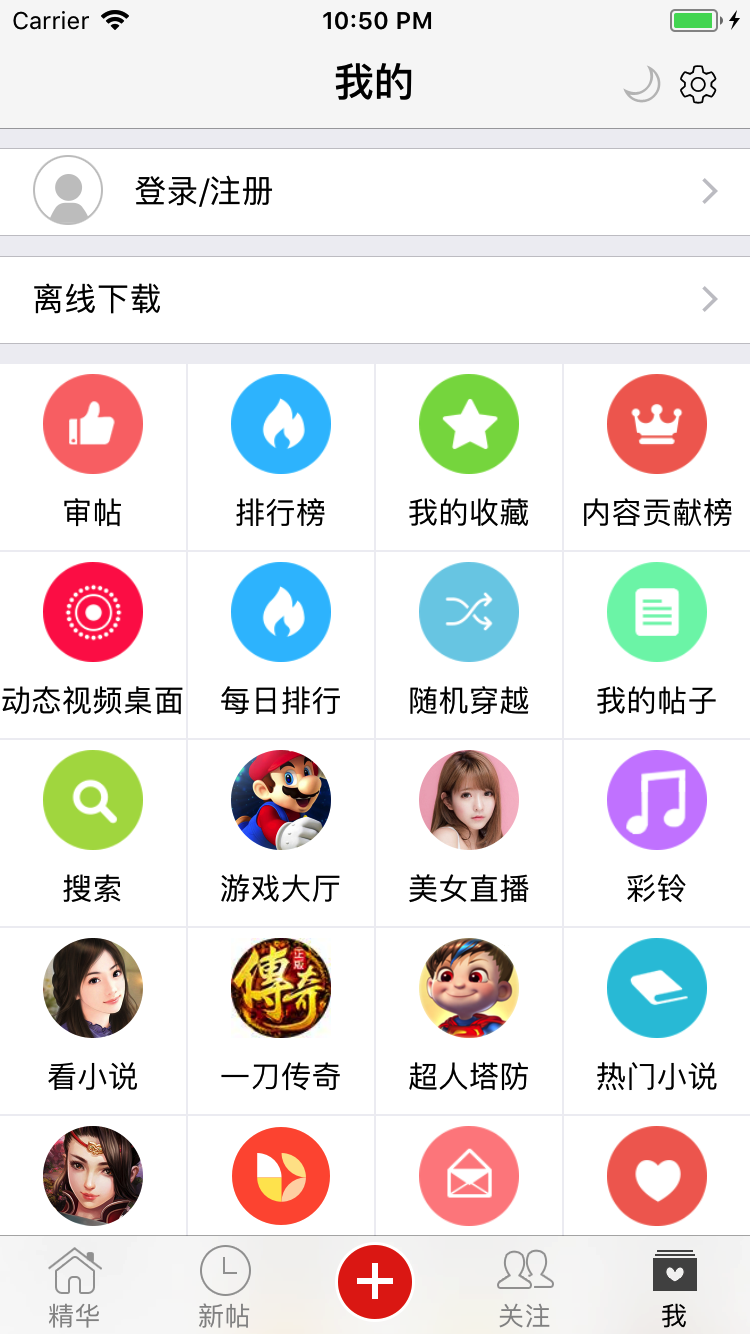 Carrier 10:50 PM
我的
登录/注册
离线下载
审帖 排行榜 我的收藏 内容贡献榜
动态视频桌面 每日排行 随机穿越 我的帖子
搜索 游戏大厅 美女直播 彩铃
正版
傳奇
看小说 一刀传奇 超人塔防 热门小说
精华 新帖 关注 我